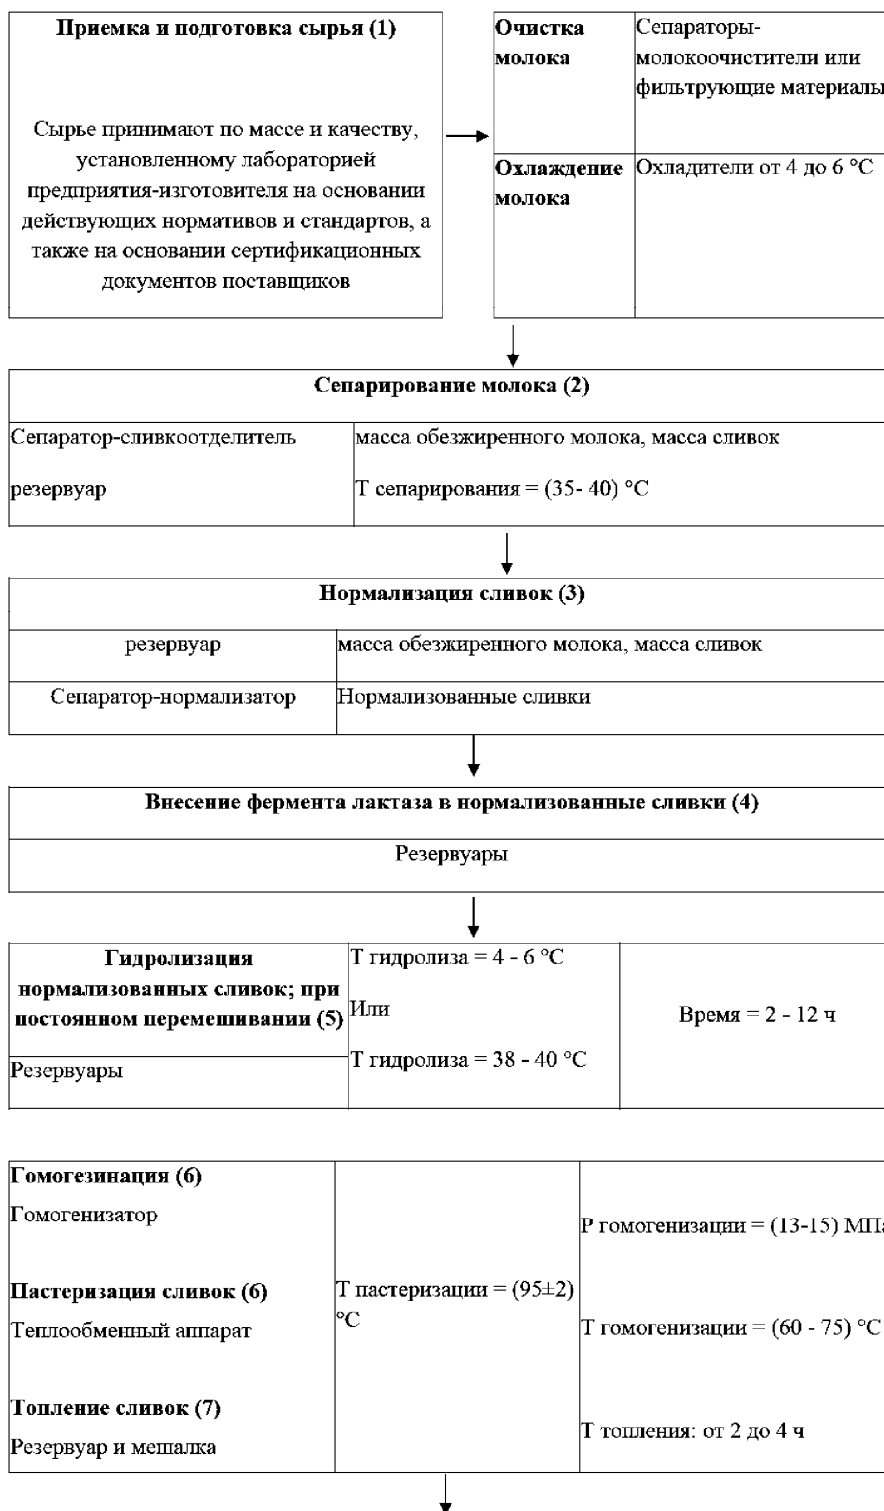 Приемка и подготовка сырья (1)
Сырье принимают по массе и качеству,
установленному лабораторией
предприятия-изготовителя на основании
действующих нормативов и стандартов, а
также на основании сертификационных
документов поставщиков
Очистка
молока
Сепараторы-
молокоочистители или
фильтрующие материалы
Охлаждение
молока
Охладители от 4 до 6 °С
Сепарирование молока (2)
Сепаратор-сливкоотделитель
резервуар
масса обезжиренного молока, масса сливок
Т сепарирования = (35- 40) °С
Нормализация сливок (3)
резервуар
масса обезжиренного молока, масса сливок
Сепаратор-нормализатор
Нормализованные сливки
Внесение фермента лактаза в нормализованные сливки (4)
Резервуары
Гидролизация
нормализованных сливок; при
постоянном перемешивании (5)
Резервуары
Т гидролиза = 4 - 6 °С
Или
Т гидролиза = 38 - 40 °С
Время = 2 - 12 ч
Гомогезинация (6)
Гомогенизатор
Пастеризация сливок (6)
Теплообменный аппарат
Топление сливок (7)
Резервуар и мешалка
Т пастеризации = (95±2)
°С
Р гомогенизации = (13-15) МПа
Т гомогенизации = (60 - 75) °С
Т топления: от 2 до 4 ч